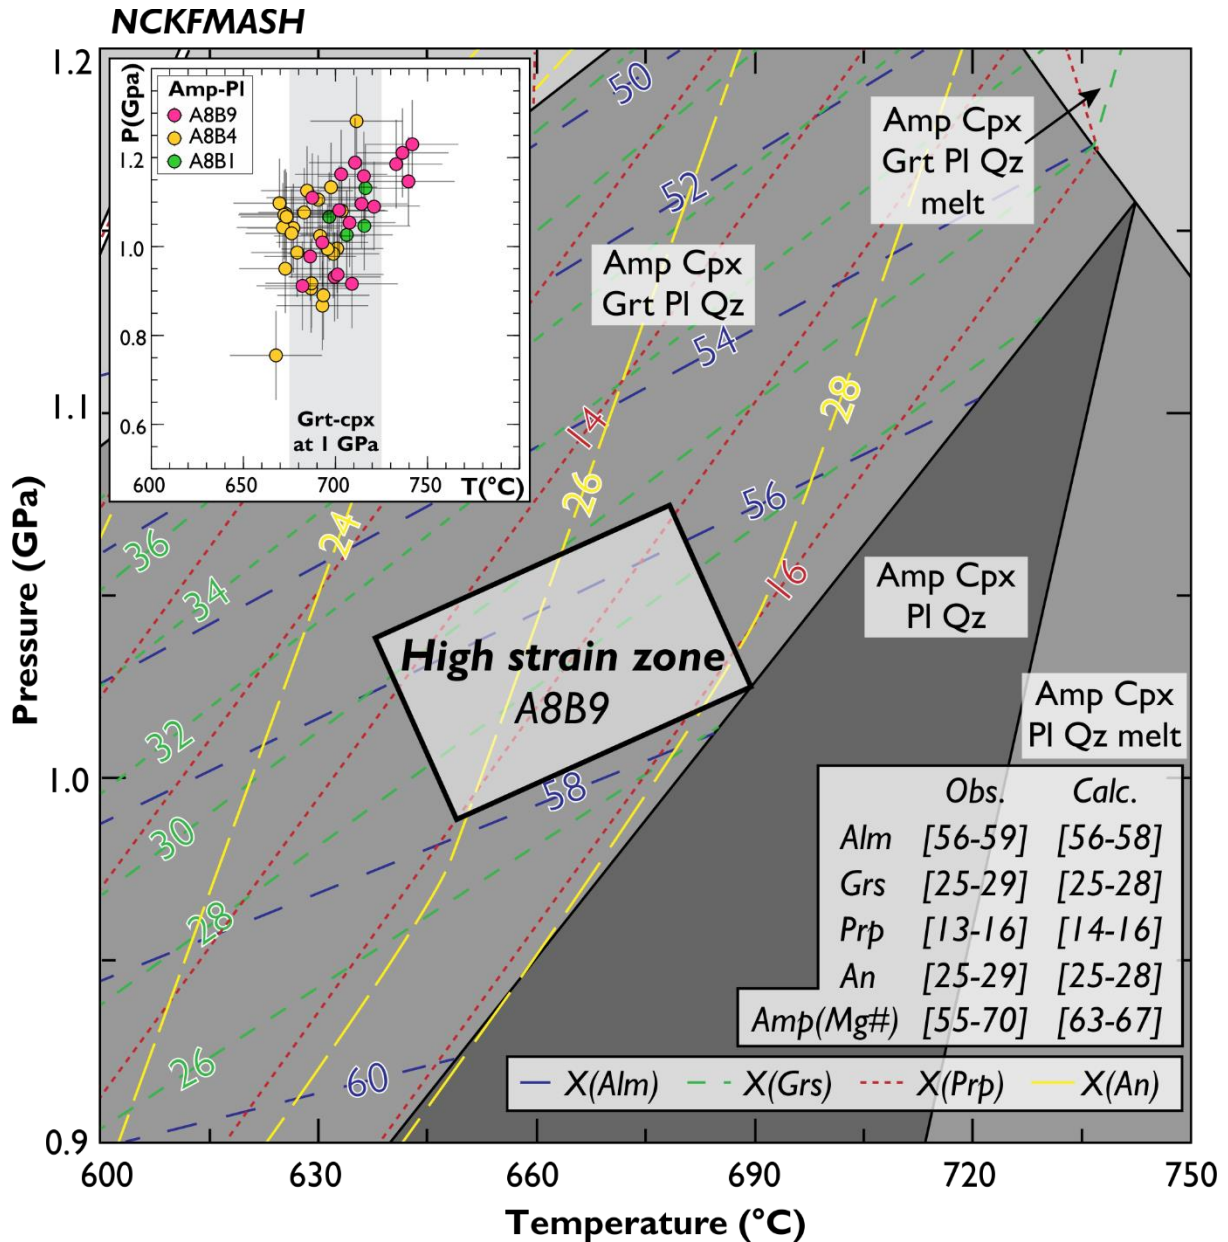 NCKFMASH
1.2
P(Gpa)
1.2
1.0
0.8
0.6
600
650
700
750
T(°C)
Amp-Pl
A8B9
A8B4
A8B1
Grt-cpx
at 1 GPa
50
52
54
56
58
60
Amp Cpx
Grt Pl Qz
melt
Amp Cpx
Grt Pl Qz
14
16
24
26
28
36
34
32
30
28
26
1.1
1.0
0.9
Pressure (GPa)
High strain zone
A8B9
Amp Cpx
Pl Qz
Amp Cpx
Pl Qz melt
Obs. Calc.
Alm [56-59] [56-58]
Grs [25-29] [25-28]
Prp [13-16] [14-16]
An [25-29] [25-28]
Amp(Mg#) [55-70] [63-67]
X(Alm) X(Grs) X(Prp) X(An)
600 630 660 690 720 750
Temperature (°C)